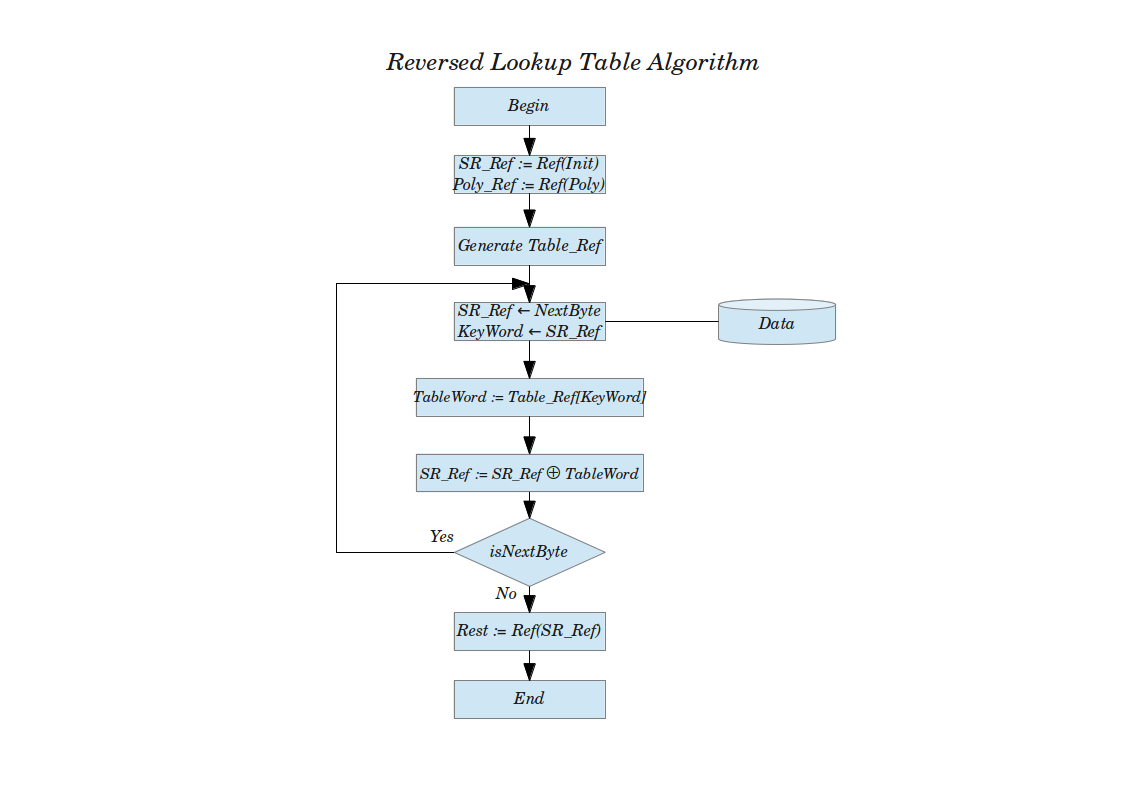 Reversed Lookup Table Algorithm
Begin
SR_Ref := Ref(Init)
Poly_Ref := Ref(Poly)
Generate Table_Ref
SR_Ref ← NextByte
KeyWord ← SR_Ref
Data
TableWord := Table_Ref[KeyWord]
SR_Ref := SR_Ref ⊕ TableWord
Yes
isNextByte
No
Rest := Ref(SR_Ref)
End